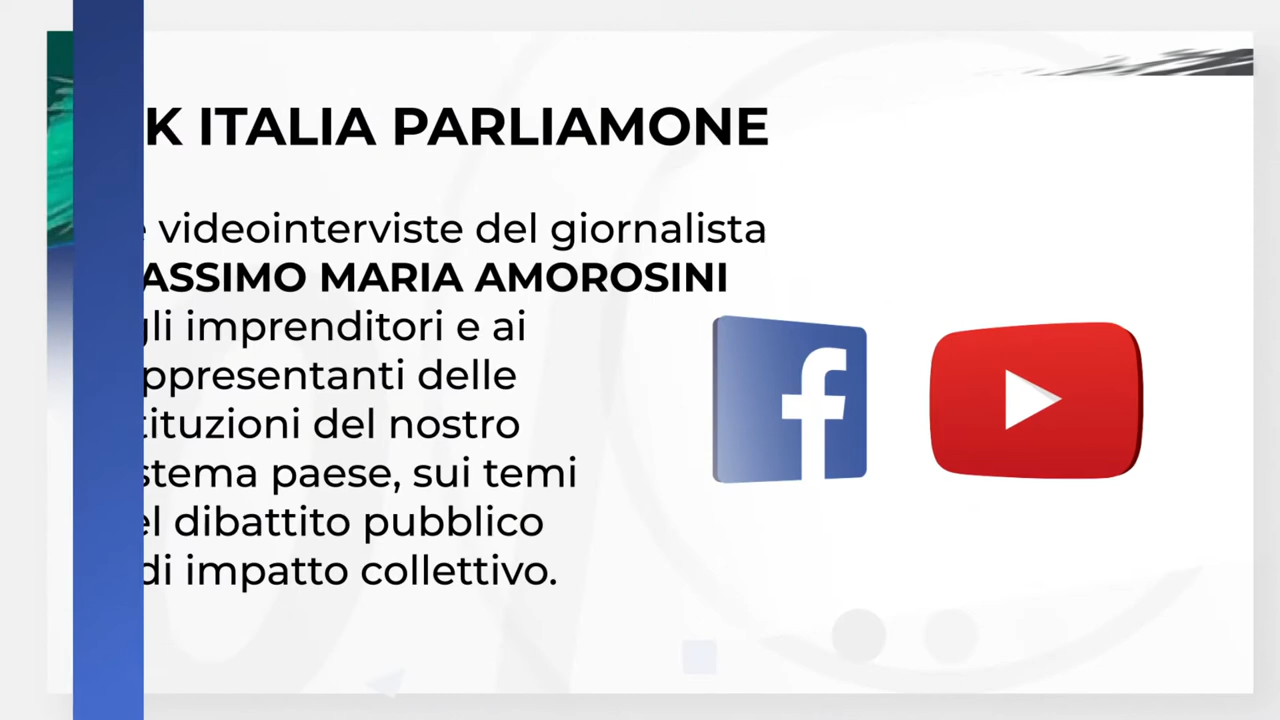 K ITALIA PARLIAMONE
videointerviste del giornalista
ASSIMO MARIA AMOROSINI
gli imprenditori e ai
ppresentanti delle
tituzioni del nostro
stema paese, sui temi
el dibattito pubblico
di impatto collettivo.